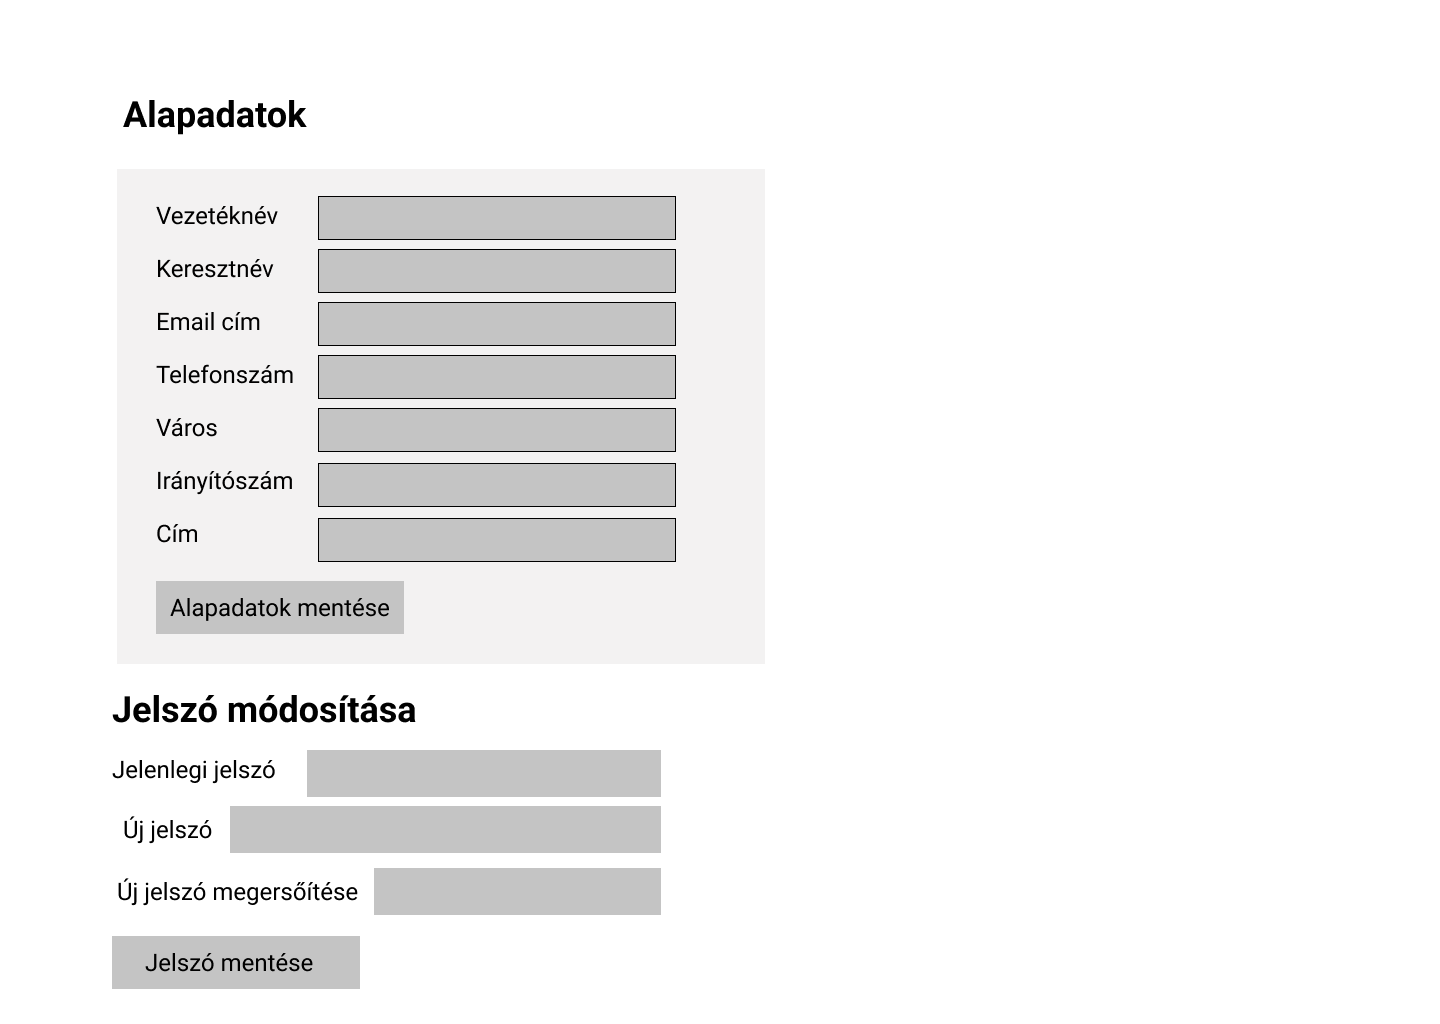 Alapadatok
Vezetéknév
Keresztnév
Email cím
Telefonszám
Város
Irányítószám
Cím
Alapadatok mentése
Jelszó módosítása
Jelenlegi jelszó
Új jelszó
Új jelszó megersőítése
Jelszó mentése